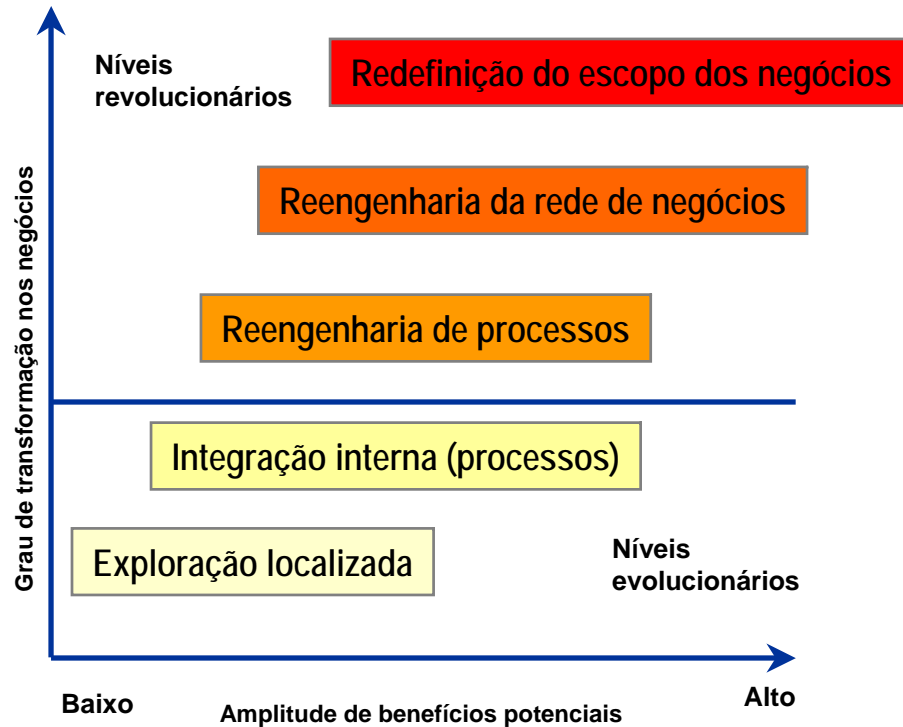 Níveis
revolucionários
Redefinição do escopo dos negócios
Reengenharia da rede de negócios
Reengenharia de processos
Integração interna (processos)
Exploração localizada
Níveis
evolucionários
Grau de transformação nos negócios
Baixo
Amplitude de benefícios potenciais
Alto